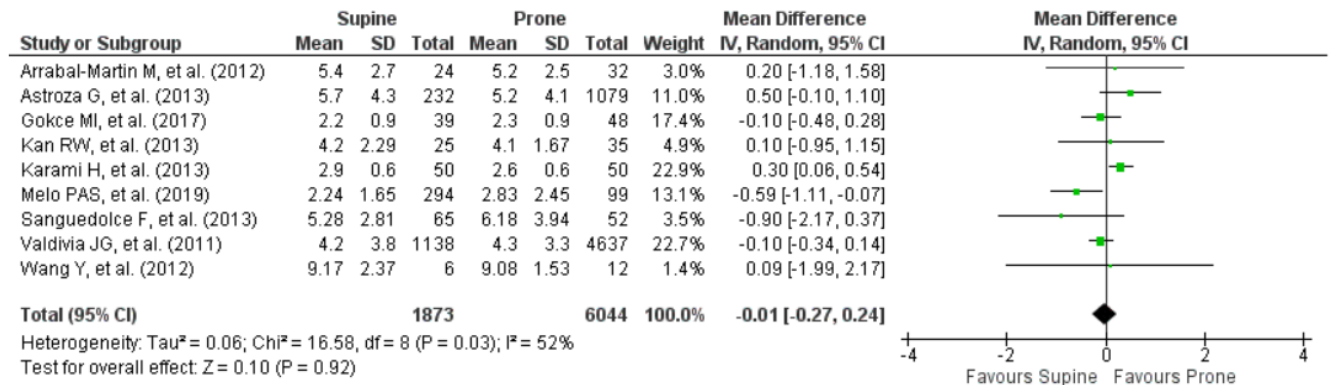 Supine Prone Mean Difference Mean Difference
Study or Subgroup Mean SD Total Mean SD Total Weight IV, Random, 95% CI IV, Random, 95% CI
Arrabal-Martin M, et al. (2012) 5.4 2.7 24 5.2 2.5 32 3.0% 0.20 [-1.18, 1.58]
Astroza G, et al. (2013) 5.7 4.3 232 5.2 4.1 1079 11.0% 0.50 [-0.10, 1.10]
Gokce MI, et al. (2017) 2.2 0.9 39 2.3 0.9 48 17.4% -0.10 [-0.48, 0.28]
Kan RW, et al. (2013) 4.2 2.29 25 4.1 1.67 35 4.9% 0.10 [-0.95, 1.15]
Karami H, et al. (2013) 2.9 0.6 50 2.6 0.6 50 22.9% 0.30 [0.06, 0.54]
Melo PAS, et al. (2019) 2.24 1.65 294 2.83 2.45 99 13.1% -0.59 [-1.11, -0.07]
Sanguedolce F, et al. (2013) 5.28 2.81 65 6.18 3.94 52 3.5% -0.90 [-2.17, 0.37]
Valdivia JG, et al. (2011) 4.2 3.8 1138 4.3 3.3 4637 22.7% -0.10 [-0.34, 0.14]
Wang Y, et al. (2012) 9.17 2.37 6 9.08 1.53 12 1.4% 0.09 [-1.99, 2.17]
Total (95% CI) 1873 6044 100.0% -0.01 [-0.27, 0.24]
Heterogeneity: Tau² = 0.06; Chi² = 16.58, df = 8 (P = 0.03); I² = 52%
Test for overall effect: Z = 0.10 (P = 0.92)
-4 -2 0 2 4
Favours Supine Favours Prone